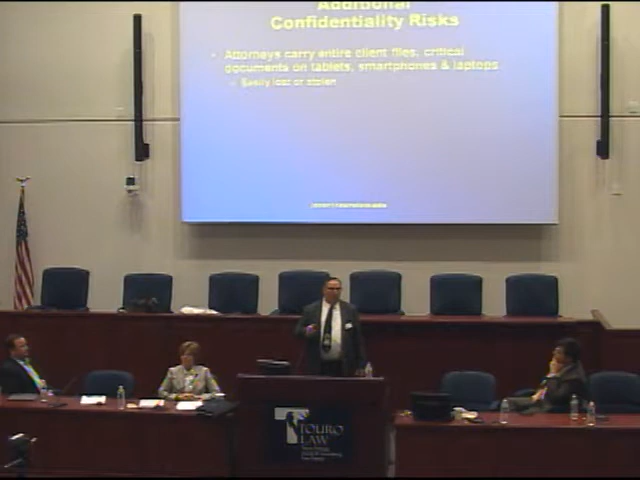 Additional
Confidentiality Risks
• Attorneys carry entire client files, critical
documents on tablets, smartphones & laptops
– Easily lost or stolen
TOURO
LAW